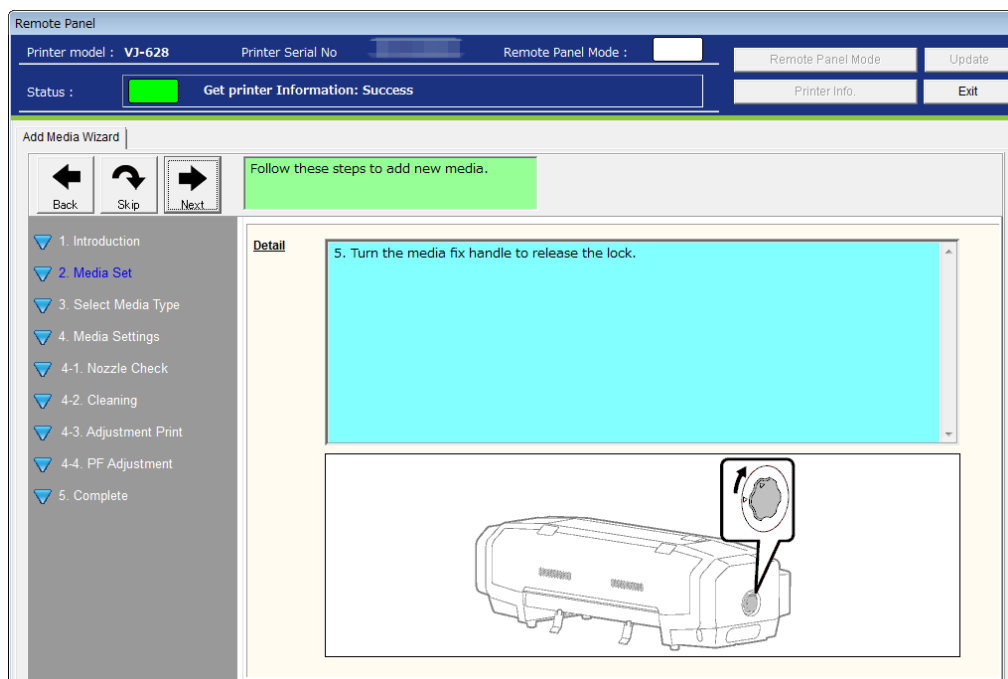 Remote Panel
Printer model : VJ-628 Printer Serial No Remote Panel Mode :
Remote Panel Mode Update
Status : Get printer Information: Success
Printer Info. Exit
Add Media Wizard
Back Skip Next
Follow these steps to add new media.
1. Introduction
2. Media Set
3. Select Media Type
4. Media Settings
4-1. Nozzle Check
4-2. Cleaning
4-3. Adjustment Print
4-4. PF Adjustment
5. Complete
Detail
5. Turn the media fix handle to release the lock.